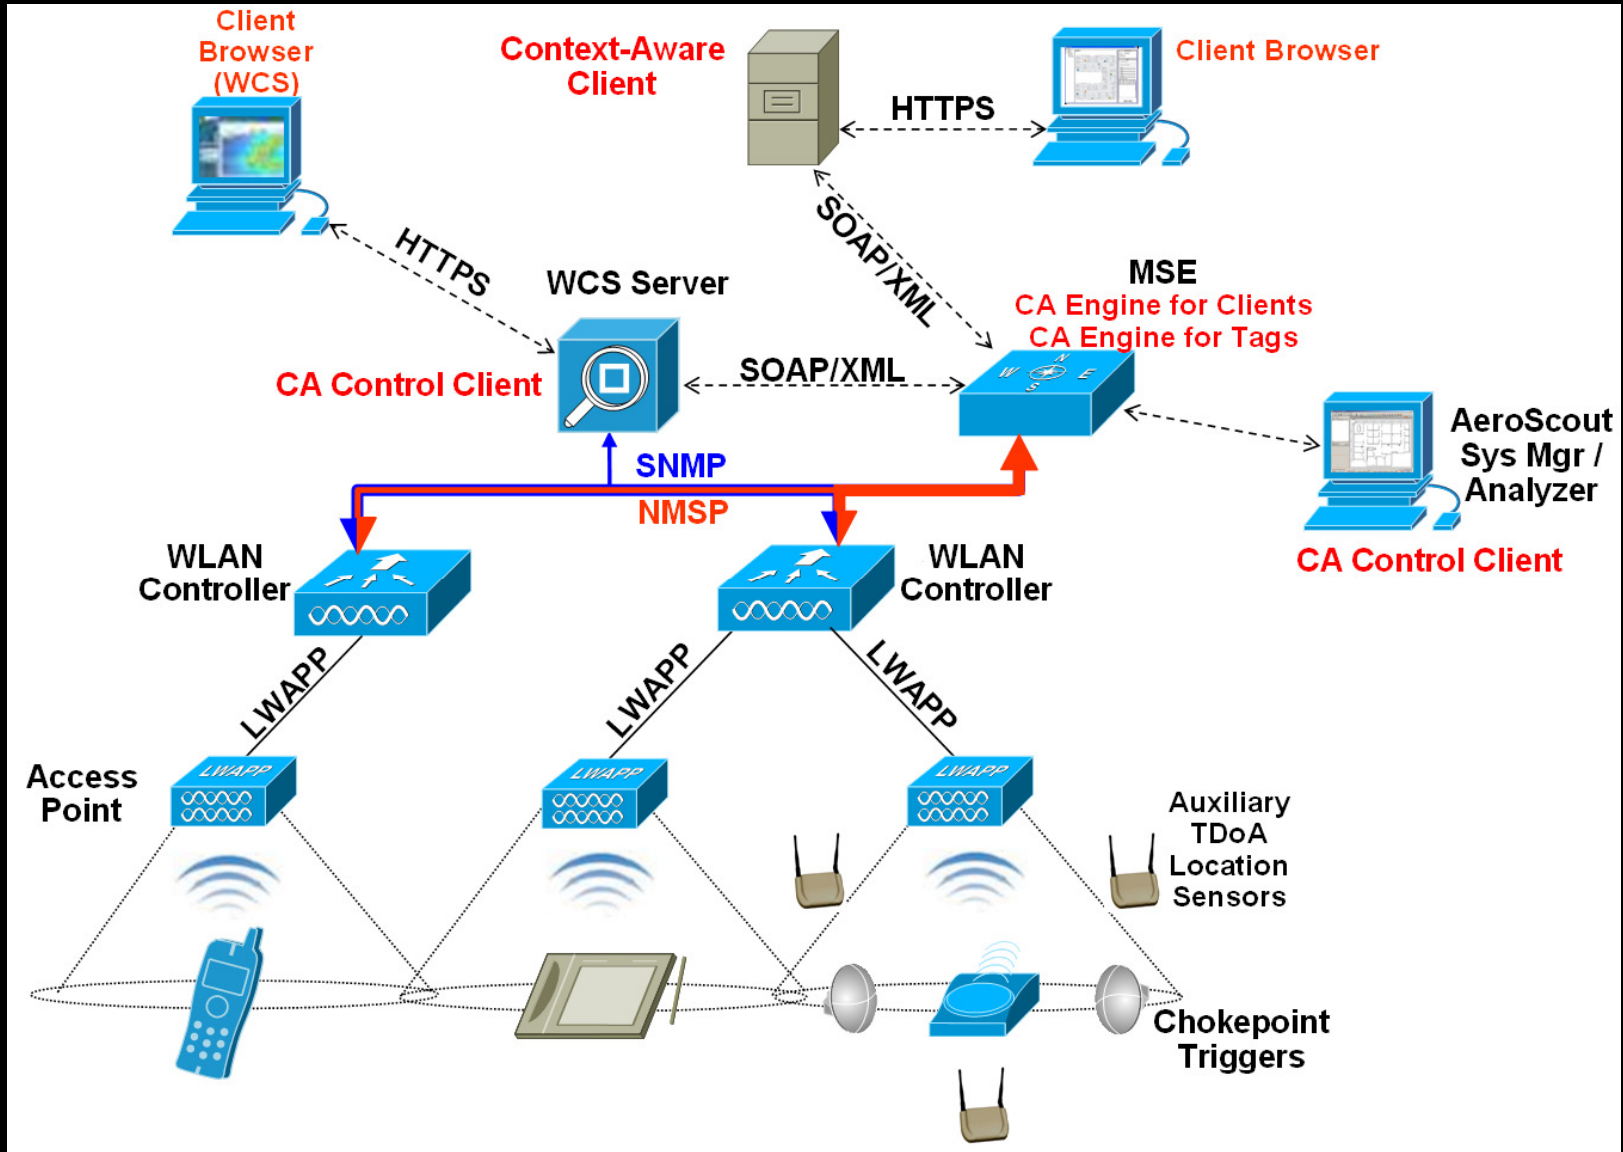 Client
Browser
(WCS)
Context-Aware
Client
Client Browser
HTTPS
HTTPS
SOAP/XML
WCS Server
MSE
CA Engine for Clients
CA Engine for Tags
CA Control Client
SOAP/XML
N
W
E
S
AeroScout
Sys Mgr /
Analyzer
SNMP
NMSP
CA Control Client
WLAN
Controller
WLAN
Controller
LWAPP
LWAPP
LWAPP
Access
Point
LWAPP
LWAPP
LWAPP
Auxiliary
TDoA
Location
Sensors
Chokepoint
Triggers